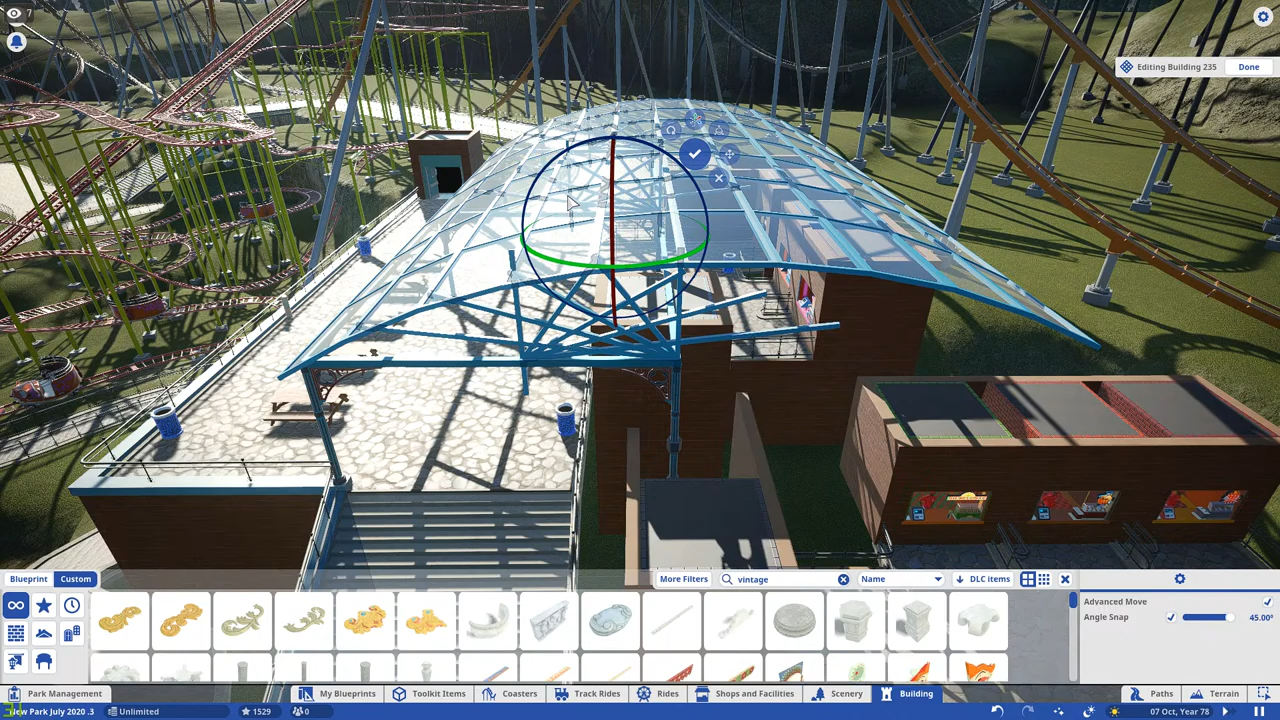 Editing Building 235 Done
Blueprint Custom More Filters vintage Name DLC items
Advanced Move
Angle Snap 45.00°
Park Management My Blueprints Toolkit Items Coasters Track Rides Rides Shops and Facilities Scenery Building Paths Terrain
New Park July 2020 .3 Unlimited 1529 0 07 Oct, Year 78